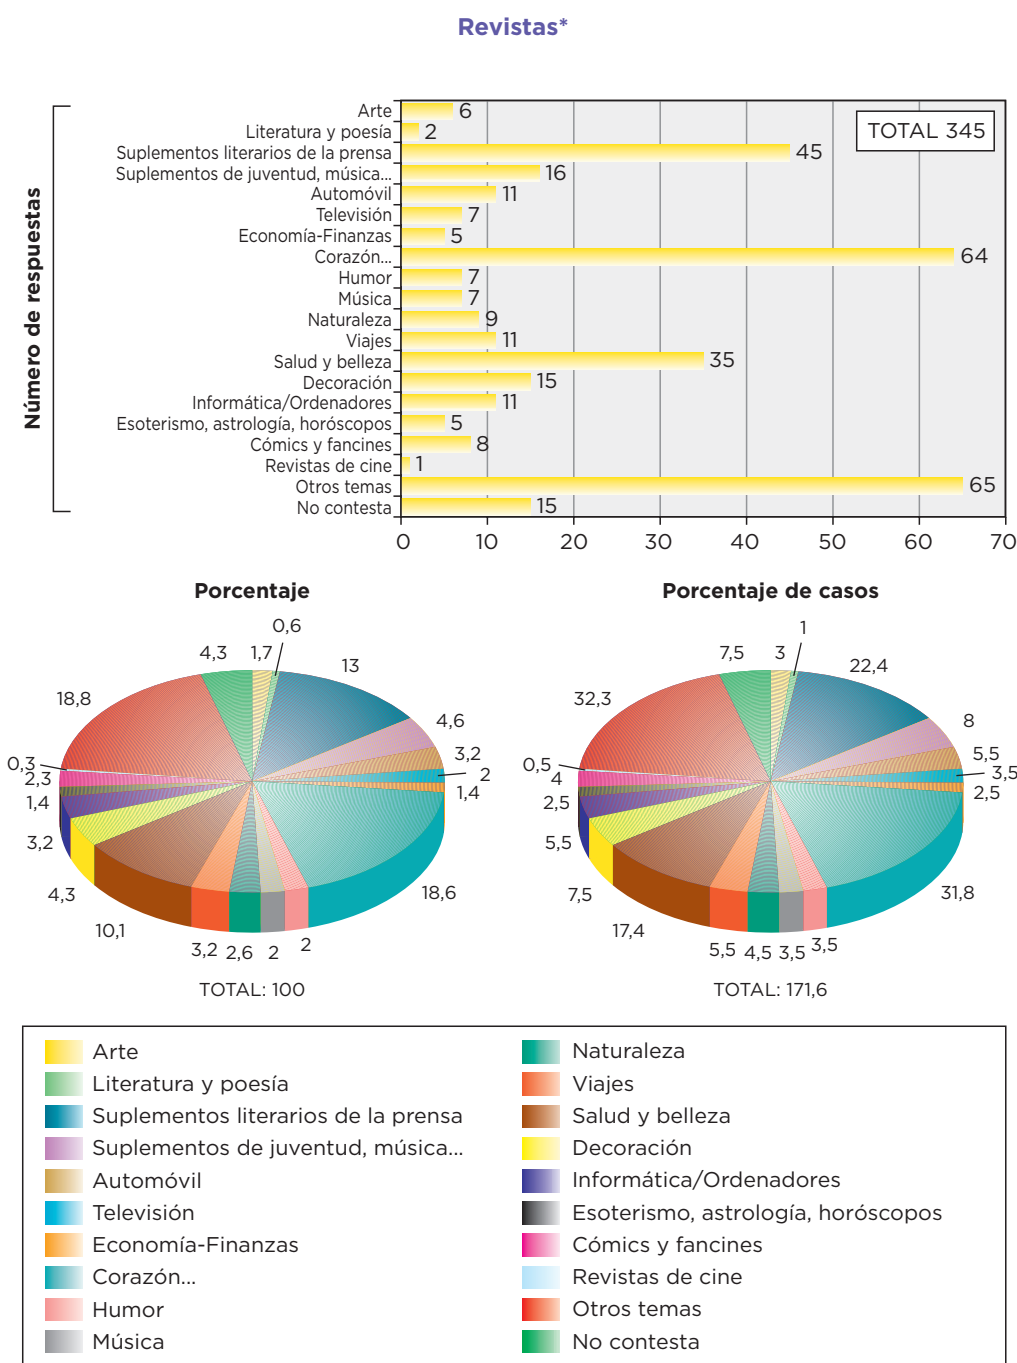 Revistas*
TOTAL 345
Número de respuestas
Arte 6
Literatura y poesía 2
Suplementos literarios de la prensa 45
Suplementos de juventud, música... 16
Automóvil 11
Televisión 7
Economía-Finanzas 5
Corazón... 64
Humor 7
Música 7
Naturaleza 9
Viajes 11
Salud y belleza 35
Decoración 15
Informática/Ordenadores 11
Esoterismo, astrología, horóscopos 5
Cómics y fancines 8
Revistas de cine 1
Otros temas 65
No contesta 15
0 10 20 30 40 50 60 70
Porcentaje
1,7
0,6
13
4,6
3,2
2
1,4
18,6
2
2
2,6
3,2
10,1
4,3
3,2
1,4
2,3
0,3
18,8
4,3
TOTAL: 100
Porcentaje de casos
3
1
22,4
8
5,5
3,5
2,5
31,8
3,5
3,5
4,5
5,5
17,4
7,5
5,5
2,5
4
0,5
32,3
7,5
TOTAL: 171,6
Arte
Literatura y poesía
Suplementos literarios de la prensa
Suplementos de juventud, música...
Automóvil
Televisión
Economía-Finanzas
Corazón...
Humor
Música
Naturaleza
Viajes
Salud y belleza
Decoración
Informática/Ordenadores
Esoterismo, astrología, horóscopos
Cómics y fancines
Revistas de cine
Otros temas
No contesta